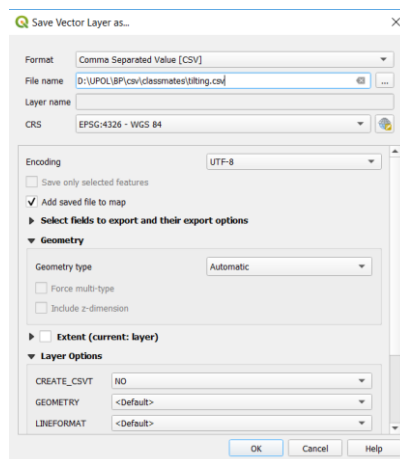 Save Vector Layer as...
Format Comma Separated Value [CSV]
File name D:\UPOL\BP\csv\classmates\tilting.csv ...
Layer name
CRS EPSG:4326 - WGS 84
Encoding UTF-8
Save only selected features
Add saved file to map
Select fields to export and their export options
Geometry
Geometry type Automatic
Force multi-type
Include z-dimension
Extent (current: layer)
Layer Options
CREATE_CSVT NO
GEOMETRY <Default>
LINEFORMAT <Default>
OK Cancel Help